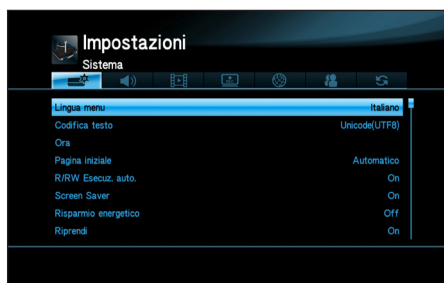 Impostazioni
Sistema
Lingua menu Italiano
Codifica testo Unicode(UTF8)
Ora
Pagina iniziale Automatico
R/RW Esecuz. auto. On
Screen Saver On
Risparmio energetico Off
Riprendi On